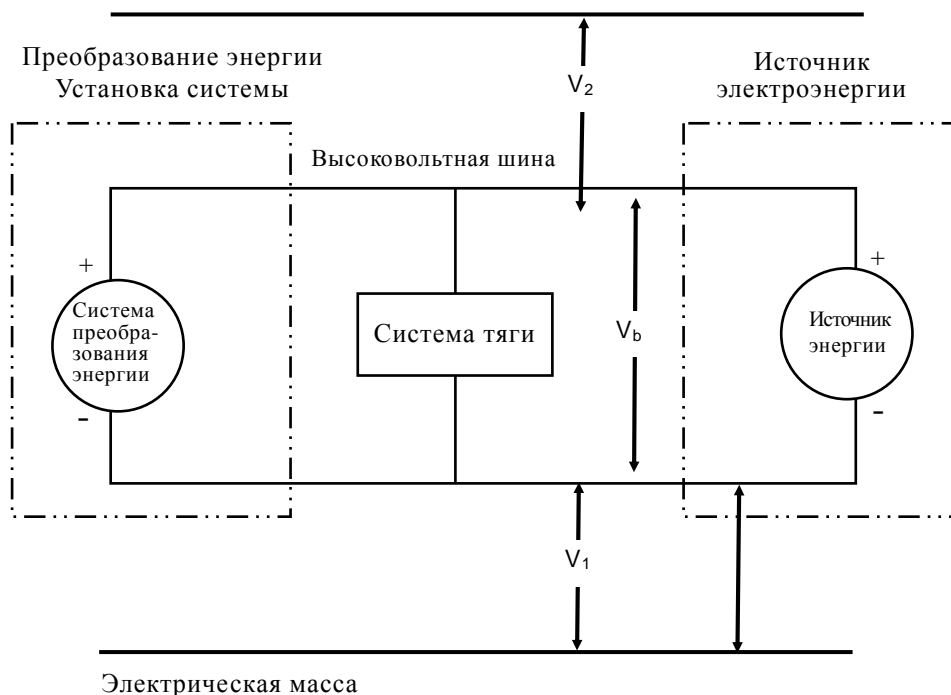 Преобразование энергии
Установка системы
V2
Источник
электроэнергии
Высоковольтная шина
+
Система
преобра-
зования
энергии
-
Система тяги
Vb
+
Источник
энергии
-
V1
Электрическая масса